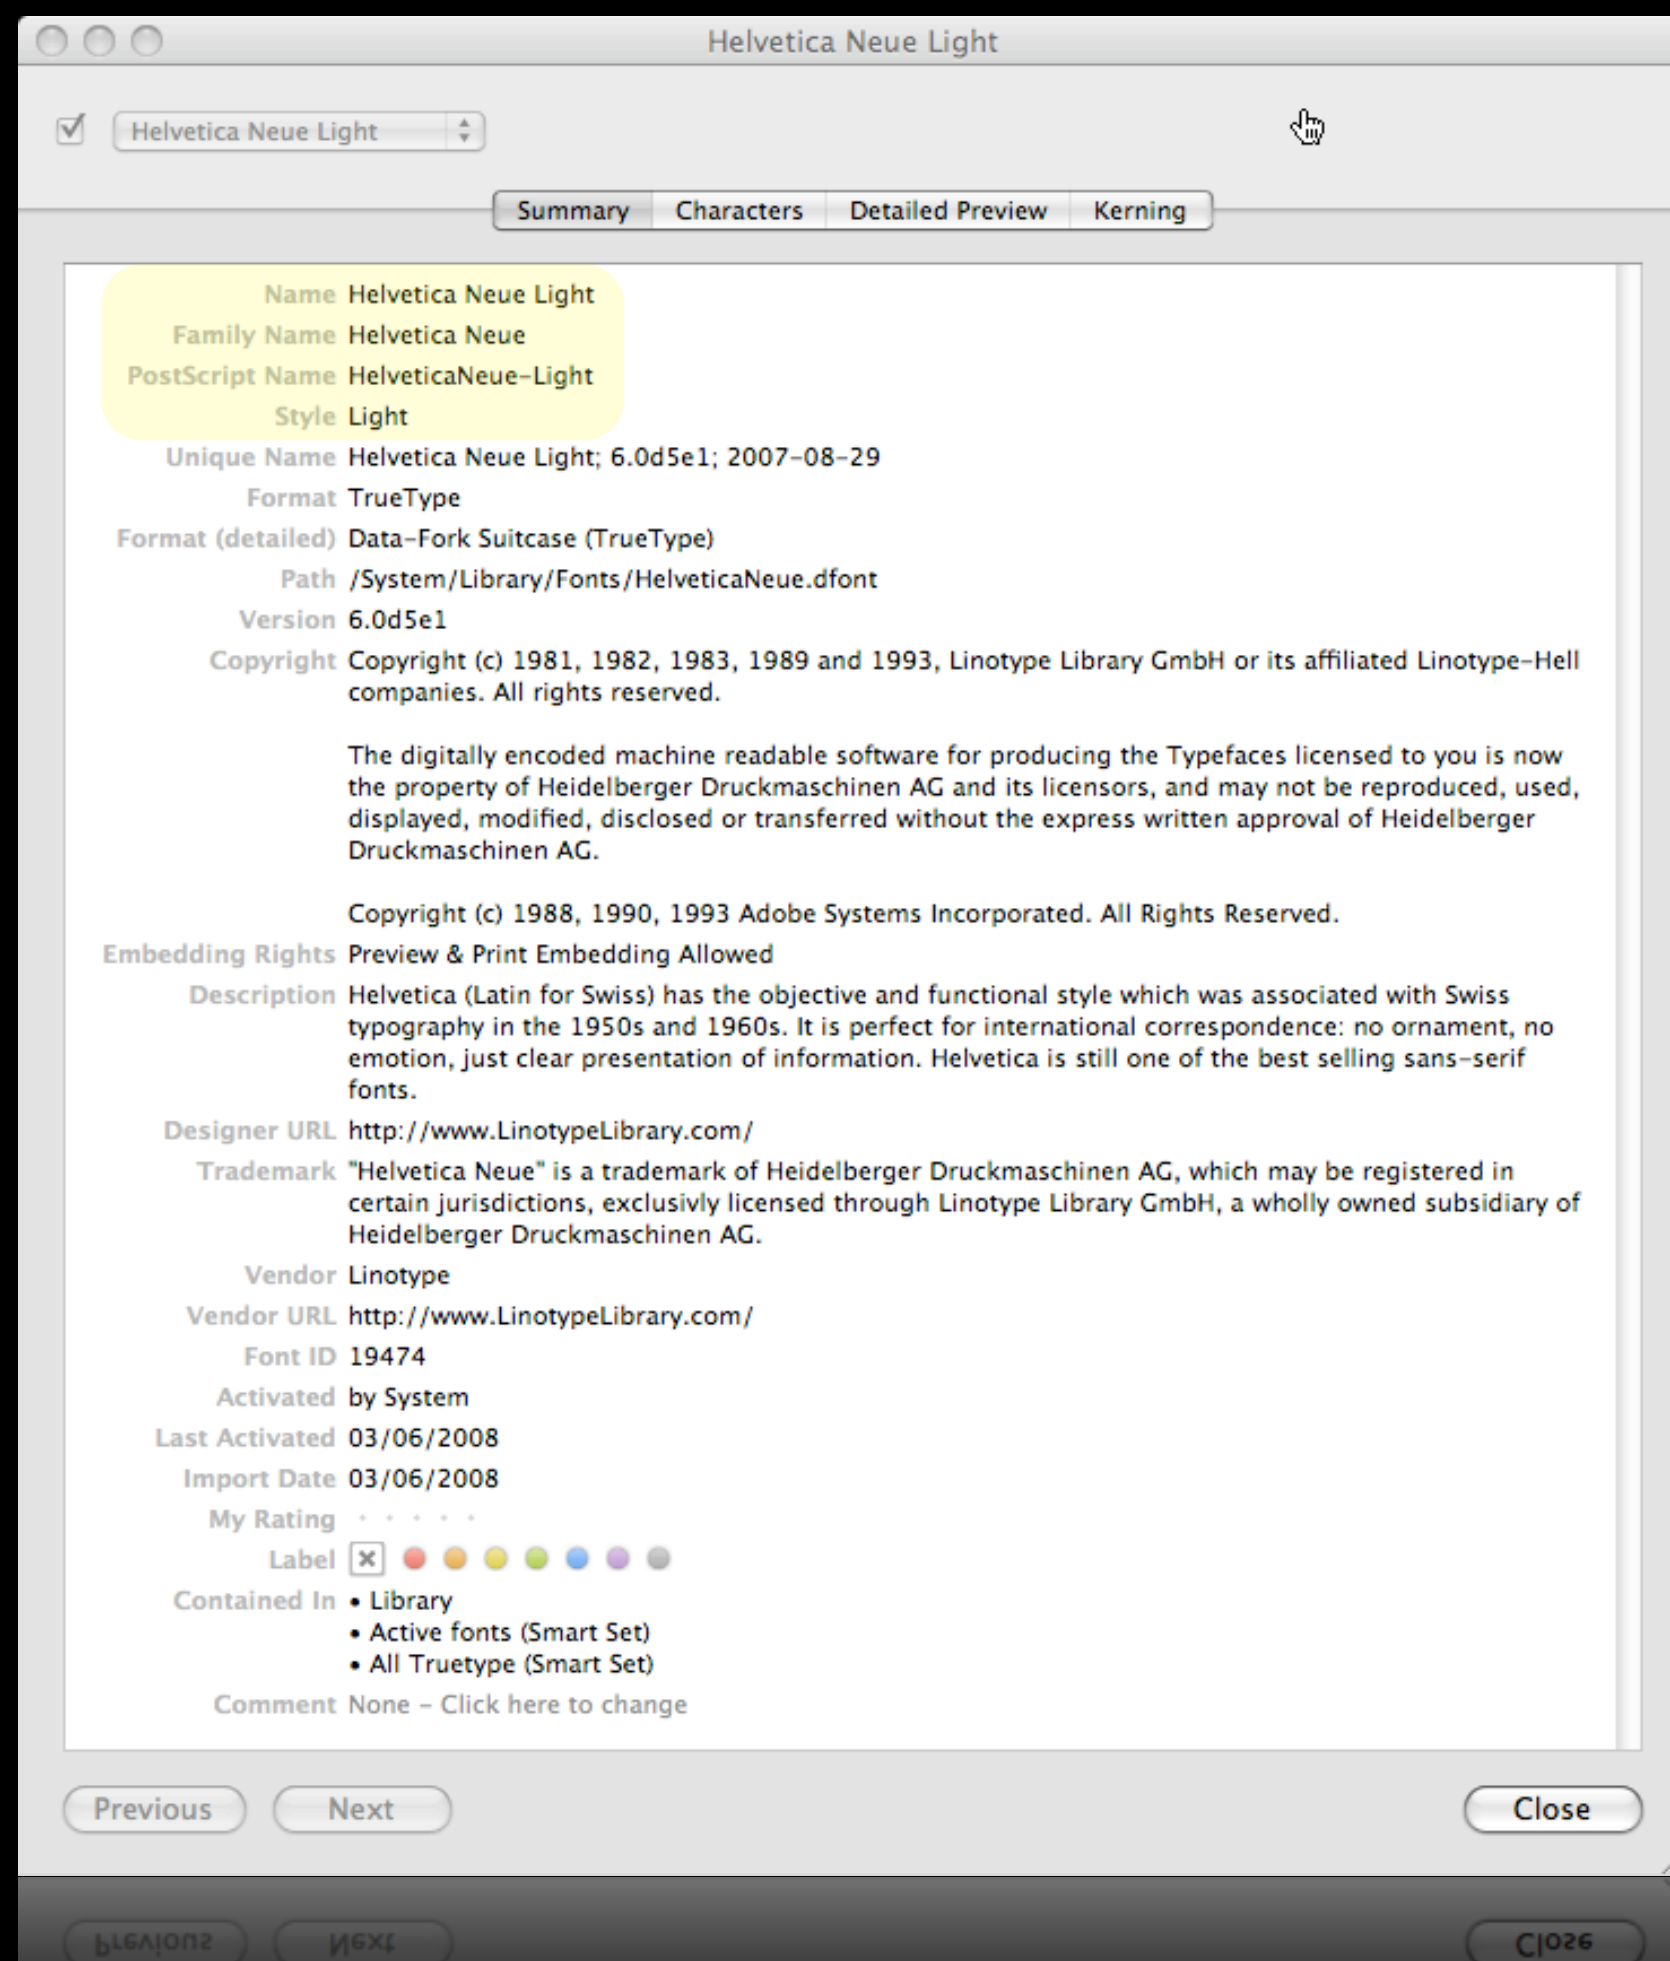 Helvetica Neue Light
Helvetica Neue Light
Summary Characters Detailed Preview Kerning
Name Helvetica Neue Light
Family Name Helvetica Neue
PostScript Name HelveticaNeue-Light
Style Light
Unique Name Helvetica Neue Light; 6.0d5e1; 2007-08-29
Format TrueType
Format (detailed) Data-Fork Suitcase (TrueType)
Path /System/Library/Fonts/HelveticaNeue.dfont
Version 6.0d5e1
Copyright Copyright (c) 1981, 1982, 1983, 1989 and 1993, Linotype Library GmbH or its affiliated Linotype-Hell
companies. All rights reserved.
The digitally encoded machine readable software for producing the Typefaces licensed to you is now
the property of Heidelberger Druckmaschinen AG and its licensors, and may not be reproduced, used,
displayed, modified, disclosed or transferred without the express written approval of Heidelberger
Druckmaschinen AG.
Copyright (c) 1988, 1990, 1993 Adobe Systems Incorporated. All Rights Reserved.
Embedding Rights Preview & Print Embedding Allowed
Description Helvetica (Latin for Swiss) has the objective and functional style which was associated with Swiss
typography in the 1950s and 1960s. It is perfect for international correspondence: no ornament, no
emotion, just clear presentation of information. Helvetica is still one of the best selling sans-serif
fonts.
Designer URL http://www.LinotypeLibrary.com/
Trademark "Helvetica Neue" is a trademark of Heidelberger Druckmaschinen AG, which may be registered in
certain jurisdictions, exclusivly licensed through Linotype Library GmbH, a wholly owned subsidiary of
Heidelberger Druckmaschinen AG.
Vendor Linotype
Vendor URL http://www.LinotypeLibrary.com/
Font ID 19474
Activated by System
Last Activated 03/06/2008
Import Date 03/06/2008
My Rating
Label
Contained In • Library
• Active fonts (Smart Set)
• All Truetype (Smart Set)
Comment None - Click here to change
Previous Next Close
Previous Next Close